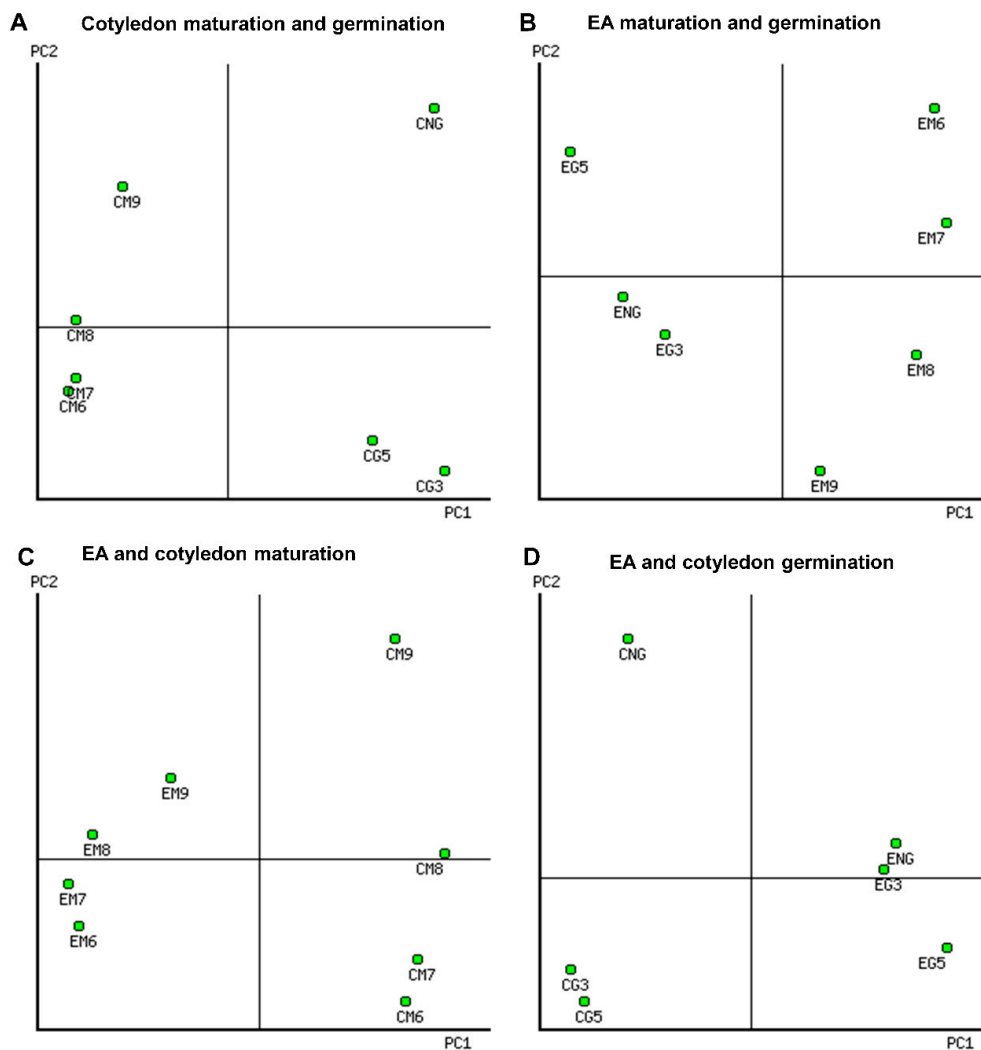 A Cotyledon maturation and germination
PC2
CNG
CM9
CM8
CM7
CM6
CG5
CG3
PC1
B EA maturation and germination
PC2
EM6
EG5
EM7
ENG
EG3
EM8
EM9
PC1
C EA and cotyledon maturation
PC2
CM9
EM9
EM8
CM8
EM7
EM6
CM7
CM6
PC1
D EA and cotyledon germination
PC2
CNG
ENG
EG3
EG5
CG3
CG5
PC1